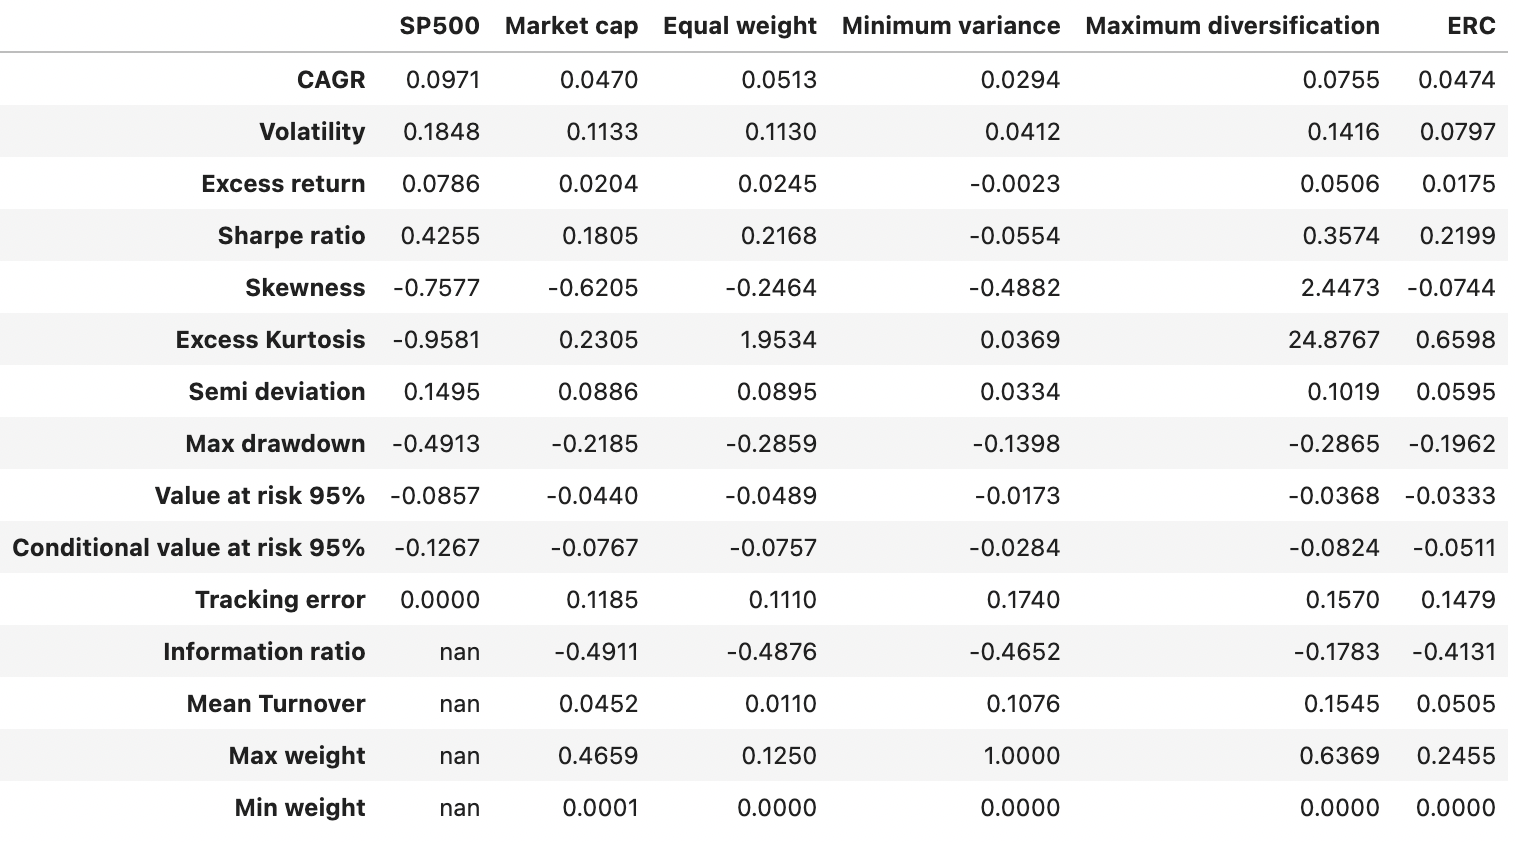 SP500 Market cap Equal weight Minimum variance Maximum diversification ERC
CAGR 0.0971 0.0470 0.0513 0.0294 0.0755 0.0474
Volatility 0.1848 0.1133 0.1130 0.0412 0.1416 0.0797
Excess return 0.0786 0.0204 0.0245 -0.0023 0.0506 0.0175
Sharpe ratio 0.4255 0.1805 0.2168 -0.0554 0.3574 0.2199
Skewness -0.7577 -0.6205 -0.2464 -0.4882 2.4473 -0.0744
Excess Kurtosis -0.9581 0.2305 1.9534 0.0369 24.8767 0.6598
Semi deviation 0.1495 0.0886 0.0895 0.0334 0.1019 0.0595
Max drawdown -0.4913 -0.2185 -0.2859 -0.1398 -0.2865 -0.1962
Value at risk 95% -0.0857 -0.0440 -0.0489 -0.0173 -0.0368 -0.0333
Conditional value at risk 95% -0.1267 -0.0767 -0.0757 -0.0284 -0.0824 -0.0511
Tracking error 0.0000 0.1185 0.1110 0.1740 0.1570 0.1479
Information ratio nan -0.4911 -0.4876 -0.4652 -0.1783 -0.4131
Mean Turnover nan 0.0452 0.0110 0.1076 0.1545 0.0505
Max weight nan 0.4659 0.1250 1.0000 0.6369 0.2455
Min weight nan 0.0001 0.0000 0.0000 0.0000 0.0000